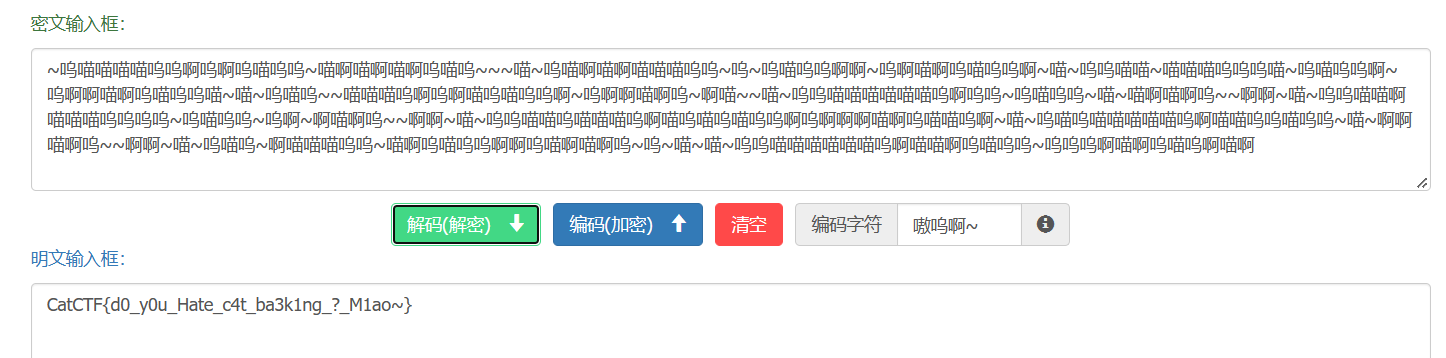 密文输入框：
~呜喵喵喵喵呜呜啊呜啊呜喵呜呜~喵啊喵啊喵啊呜喵呜~~~喵~呜喵啊喵啊喵喵喵呜呜~呜~呜喵呜呜啊啊~呜啊喵啊呜喵呜呜啊~喵~呜呜喵喵~喵喵喵呜呜呜喵~呜喵呜呜啊~
呜啊啊喵啊呜喵呜呜喵~喵~呜喵呜~~喵喵喵呜啊呜啊喵呜喵呜呜啊~呜啊啊喵啊呜~啊喵~~喵~呜呜喵喵喵喵喵喵呜啊呜呜~呜喵呜呜~喵~喵啊喵啊呜~~啊啊~喵~呜呜喵喵啊
喵喵喵呜呜呜呜~呜喵呜呜~呜啊~啊喵啊呜~~啊啊~喵~呜呜喵喵呜喵喵喵呜啊喵呜喵呜喵呜呜啊呜啊啊啊喵啊呜喵喵呜啊~喵~呜喵呜喵喵喵喵喵呜啊喵喵呜呜喵呜呜~喵~啊啊
喵啊呜~~啊啊~喵~呜喵呜~啊喵喵喵呜呜~喵啊呜喵呜呜啊啊呜喵啊喵啊呜~呜~喵~喵~呜呜喵喵喵喵喵喵呜啊喵喵啊呜喵呜呜~呜呜呜啊喵啊呜喵呜啊喵啊
解码(解密)
编码(加密)
清空
编码字符
嗷呜啊~
明文输入框：
CatCTF{d0_y0u_Hate_c4t_ba3k1ng_?_M1ao~}